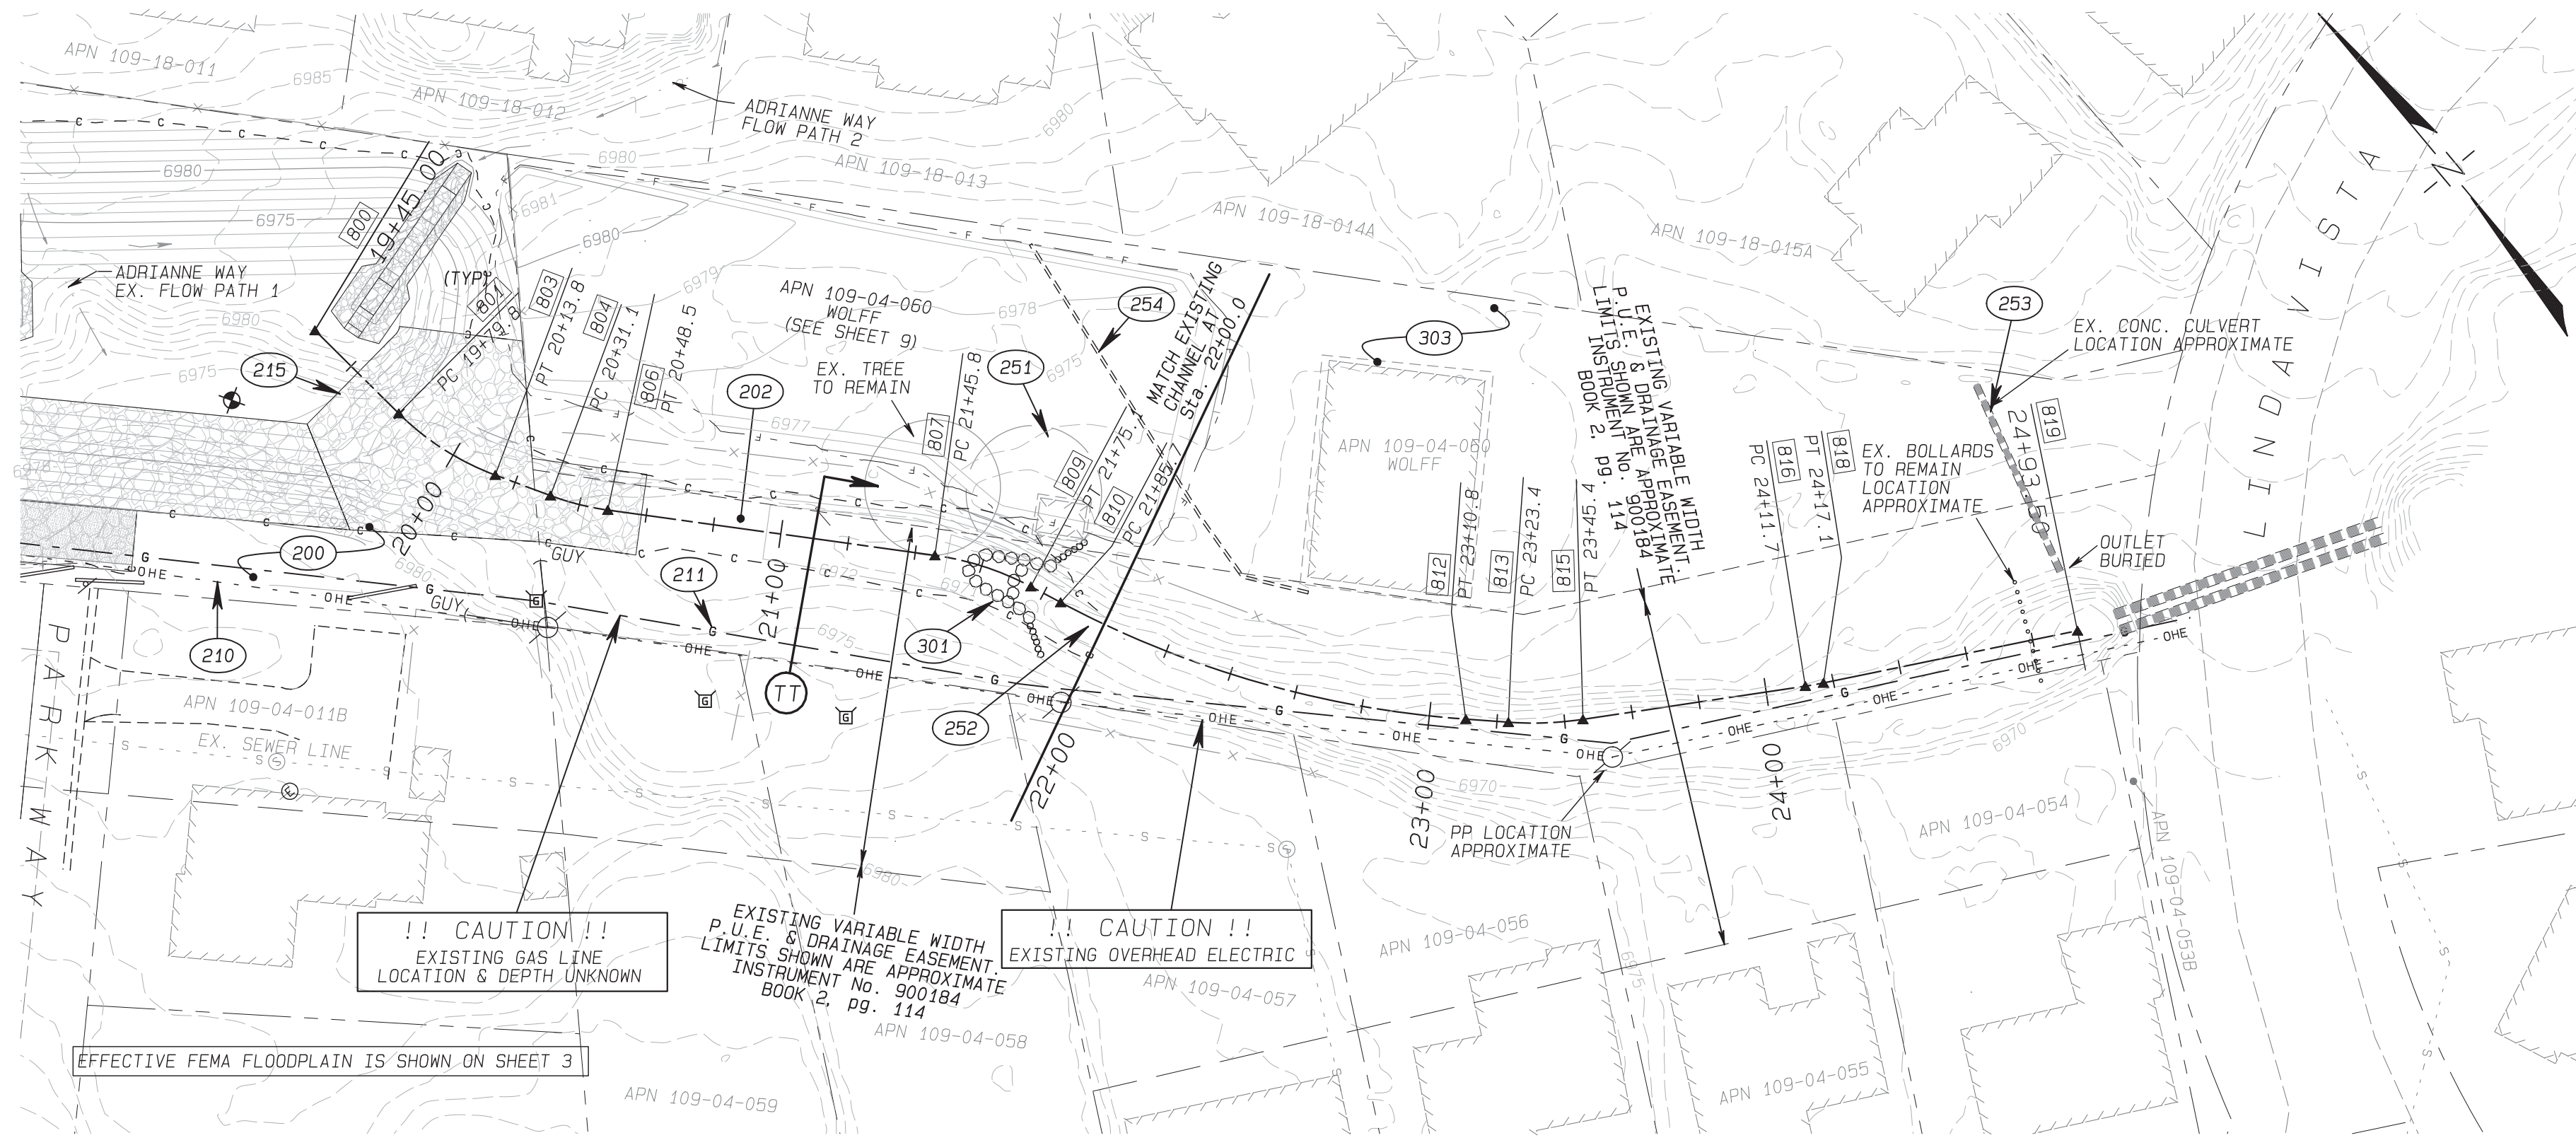 APN 109-18-011
6985
APN 109-18-012
ADRIANNE WAY
FLOW PATH 2
6980
APN 109-18-013
6980
APN 109-18-014A
APN 109-18-015A
LINDA VISTA
N
6980
6975
800
19+45.00
6981
6980
6979
6978
ADRIANNE WAY
EX. FLOW PATH 1
6980
6975
(TYP)
801
PC 19+79.8
803
PT 20+13.8
804
PC 20+31.1
806
PT 20+48.5
APN 109-04-060
WOLFF
(SEE SHEET 9)
EX. TREE
TO REMAIN
215
202
251
254
6975
6977
807
PC 21+45.8
MATCH EXISTING
CHANNEL AT
Sta. 22+00.0
809
PT 21+75.
810
PC 21+85.7
303
APN 109-04-060
WOLFF
EXISTING VARIABLE WIDTH
P.U.E. & DRAINAGE EASEMENT.
LIMITS SHOWN ARE APPROXIMATE
INSTRUMENT No. 900184
BOOK 2, pg. 114
812
PT 23+10.8
813
PC 23+23.4
815
PT 23+45.4
816
PC 24+11.7
818
PT 24+17.1
253
EX. CONC. CULVERT
LOCATION APPROXIMATE
EX. BOLLARDS
TO REMAIN
LOCATION
APPROXIMATE
819
24+93.50
OUTLET
BURIED
200
20+00
GUY
GUY
210
211
21+00
TT
301
252
22+00
6975
23+00
24+00
6970
6970
PP LOCATION
APPROXIMATE
PARKWAY
APN 109-04-011B
EX. SEWER LINE
6980
!! CAUTION !!
EXISTING GAS LINE
LOCATION & DEPTH UNKNOWN
EXISTING VARIABLE WIDTH
P.U.E. & DRAINAGE EASEMENT.
LIMITS SHOWN ARE APPROXIMATE
INSTRUMENT No. 900184
BOOK 2, pg. 114
!! CAUTION !!
EXISTING OVERHEAD ELECTRIC
APN 109-04-054
APN 109-04-053B
APN 109-04-056
APN 109-04-057
APN 109-04-058
6975
APN 109-04-055
APN 109-04-059
EFFECTIVE FEMA FLOODPLAIN IS SHOWN ON SHEET 3